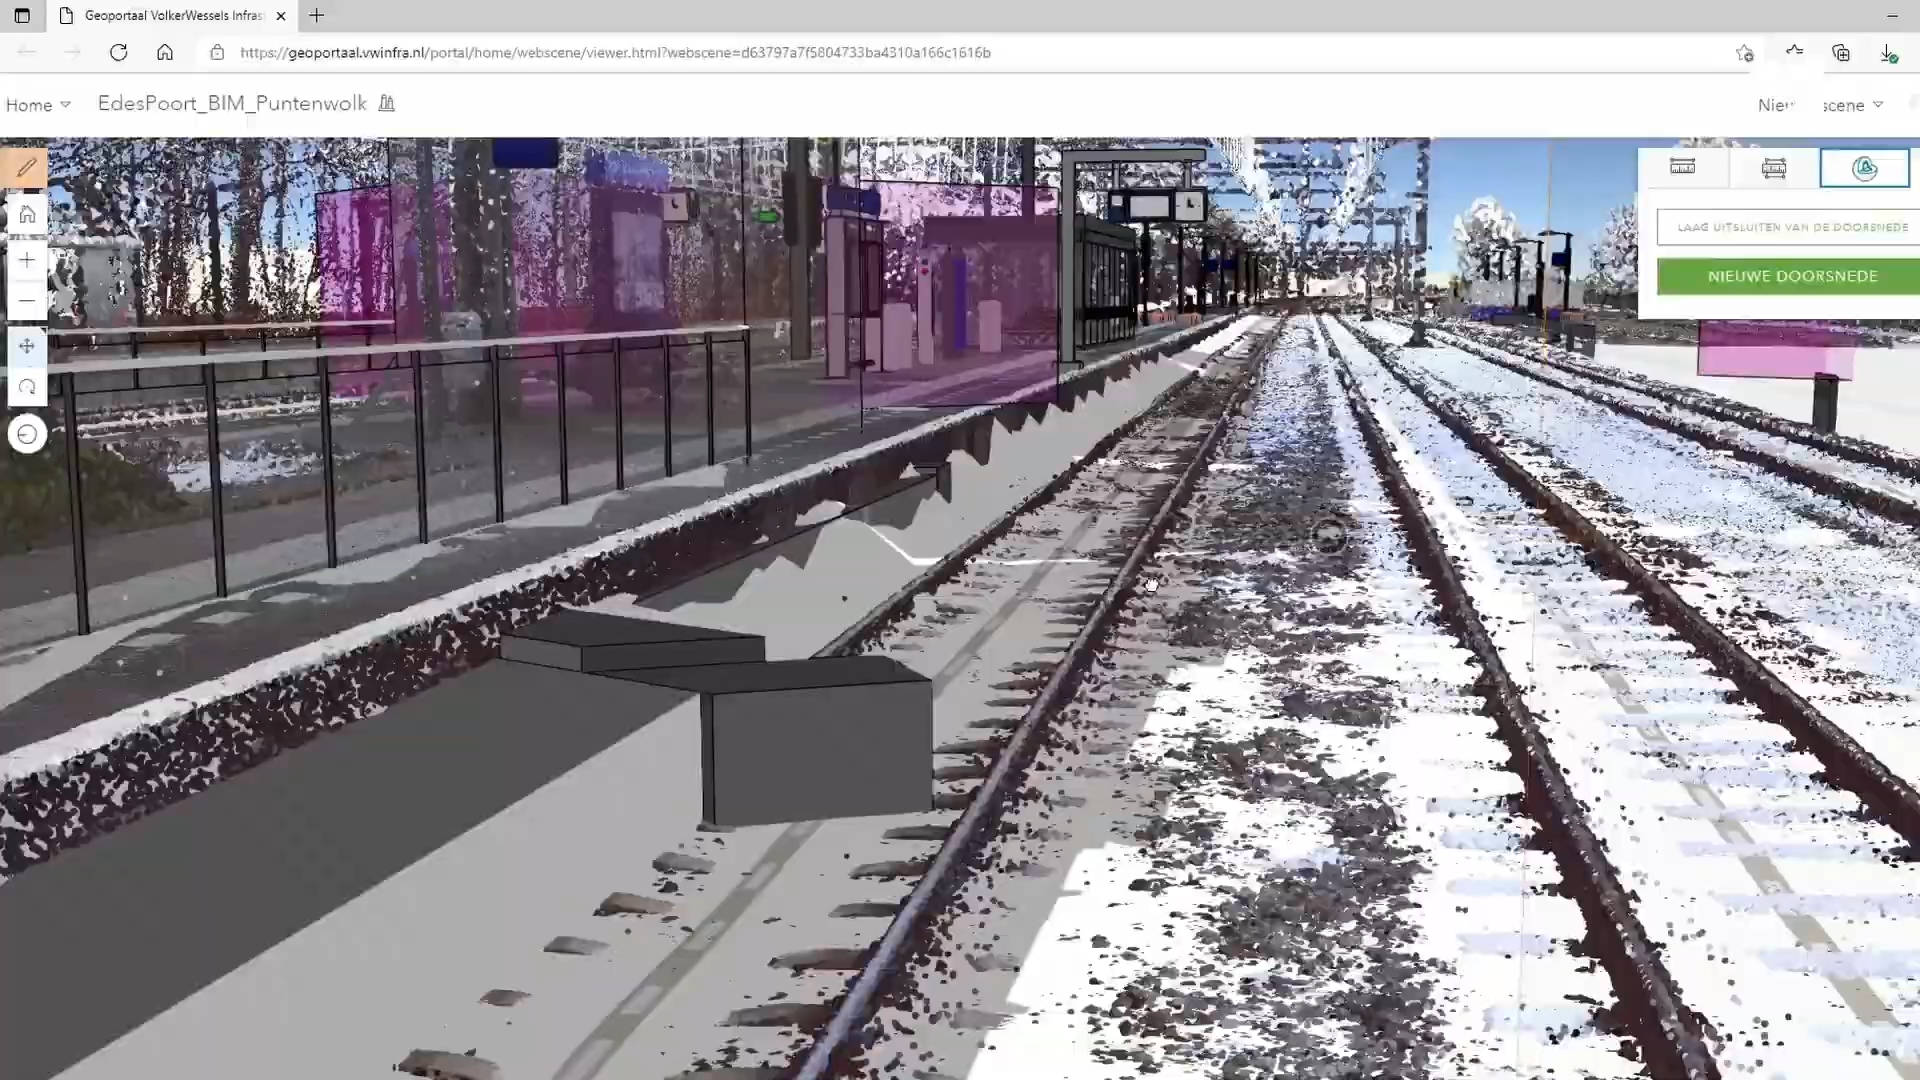 Geoportaal VolkerWessels Infras
https://geoportaal.vwinfra.nl/portal/home/webscene/viewer.html?webscene=d63797a7f5804733ba4310a166c1616b
Home
EdesPoort_BIM_Puntenwolk
scene
LAAG UITSLUITEN VAN DE DOORSNEDE
NIEUWE DOORSNEDE